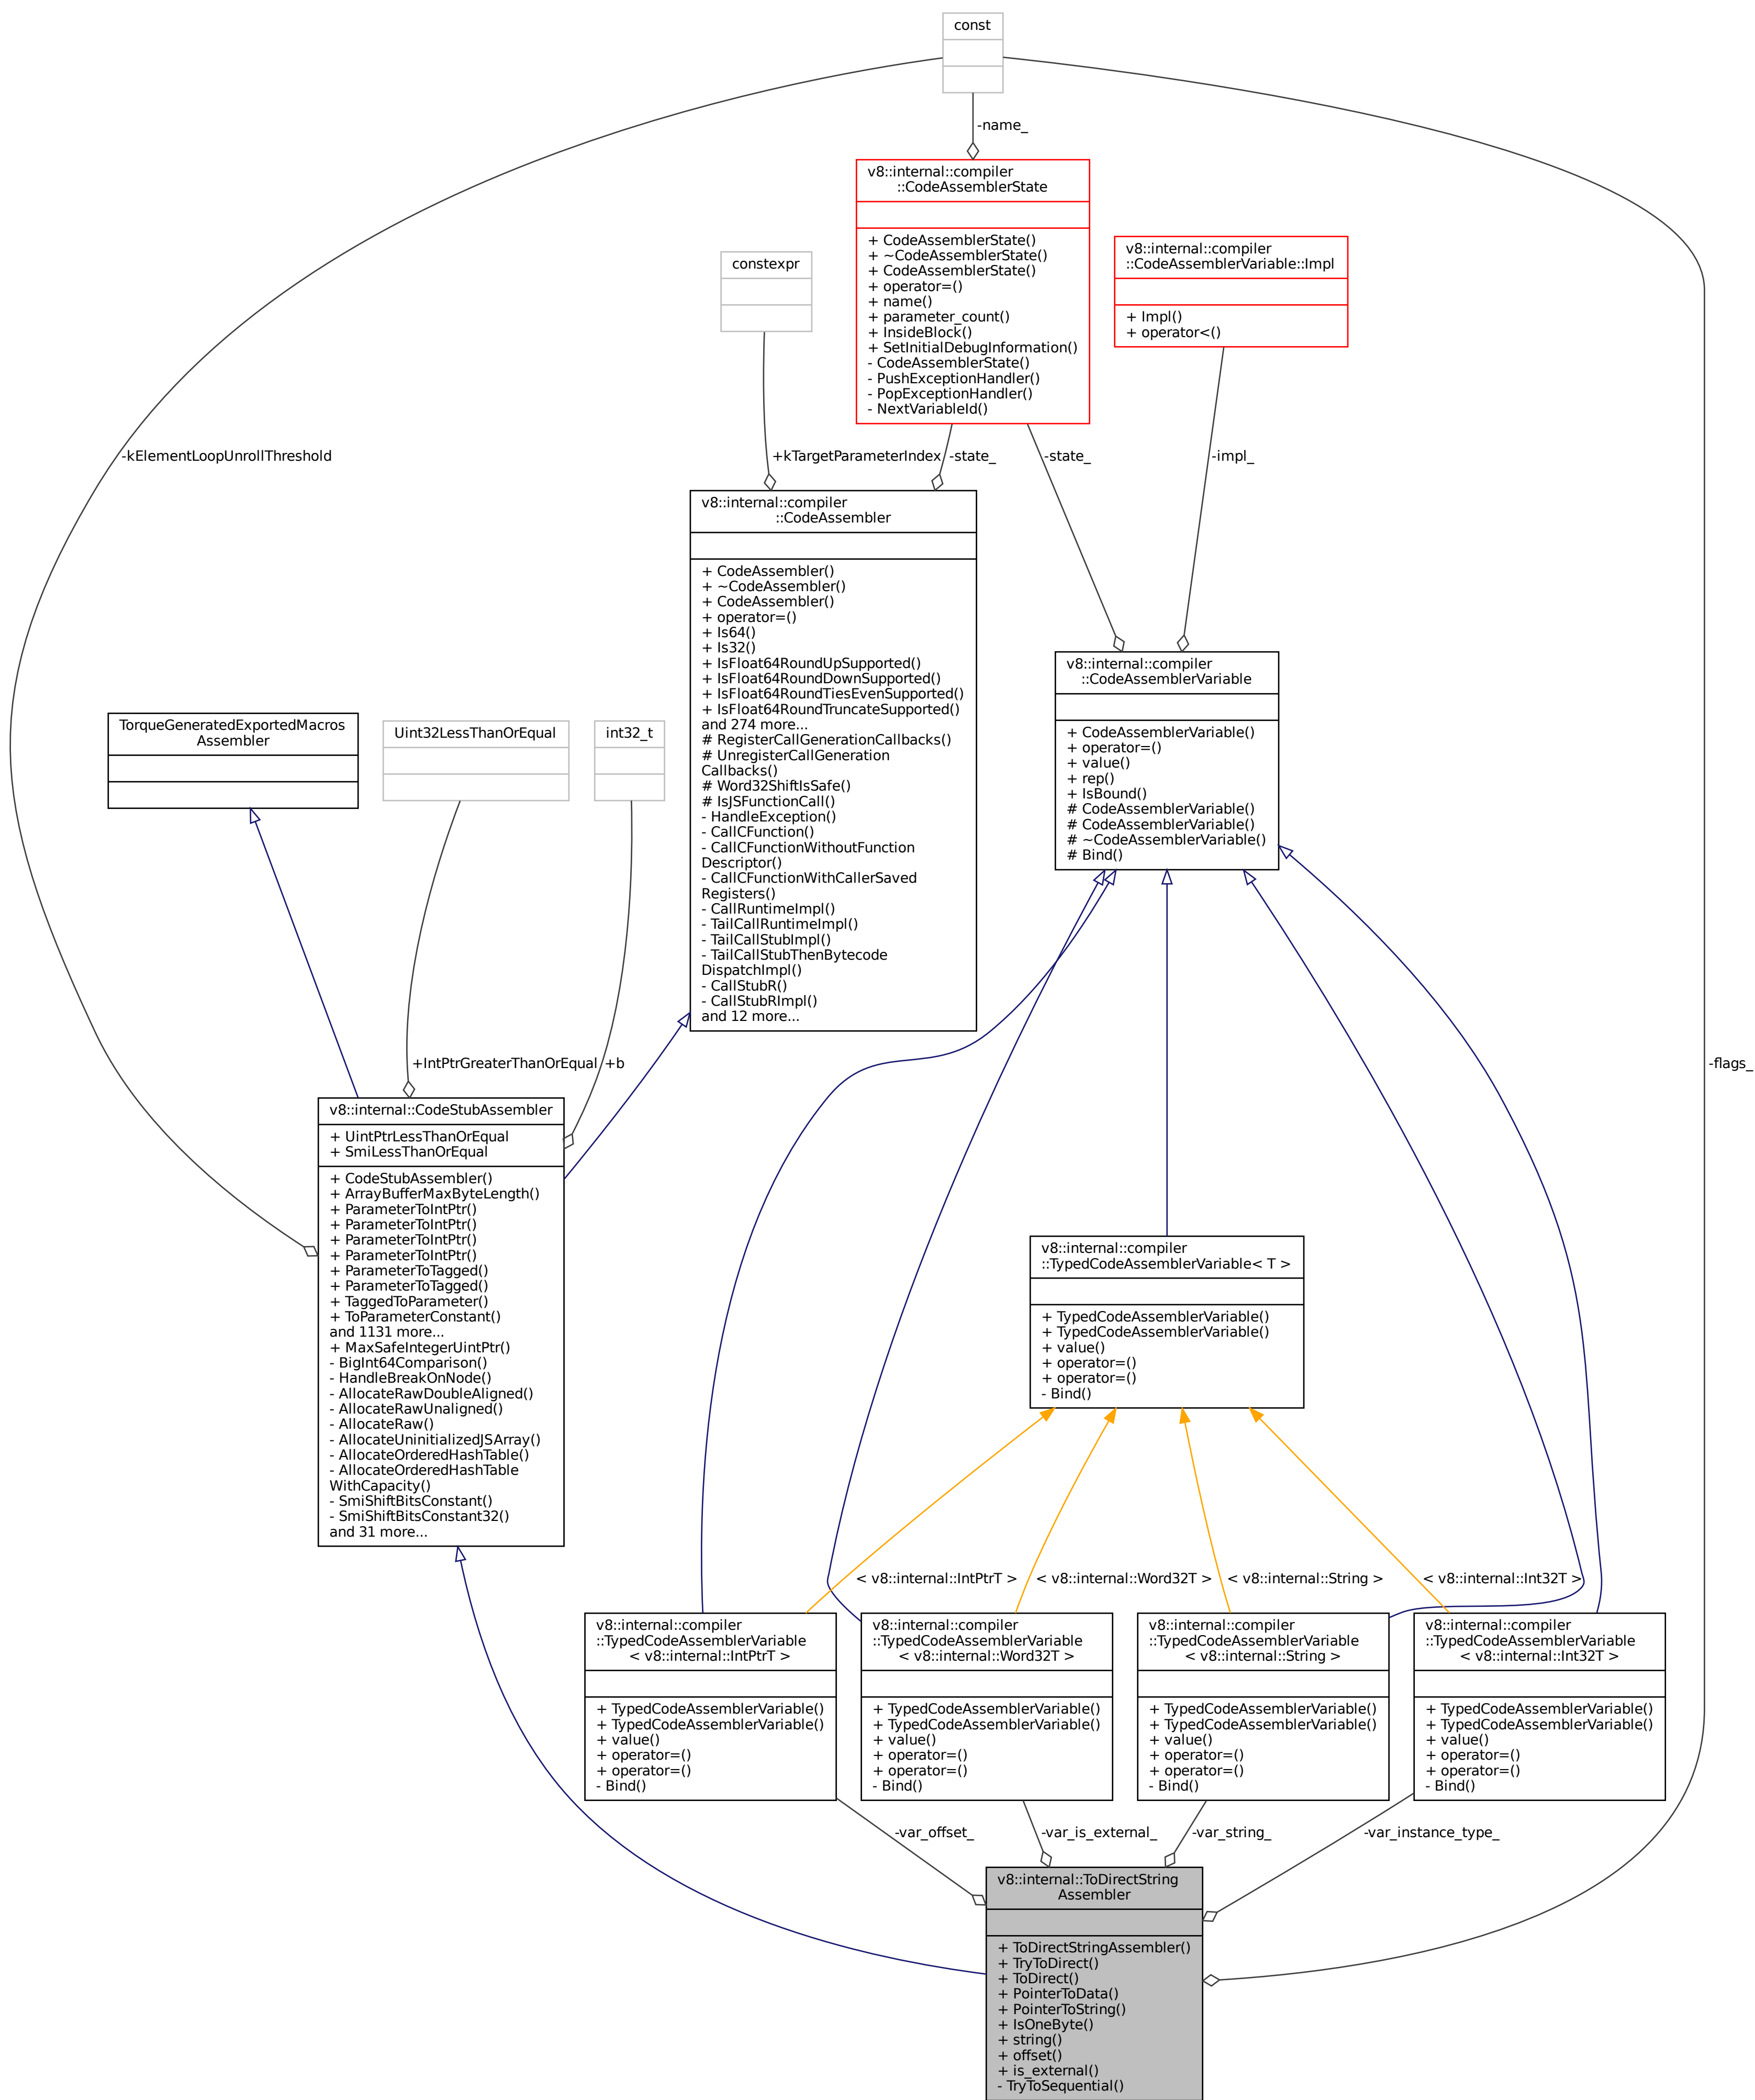 const
-name_
v8::internal::compiler
::CodeAssemblerState
+ CodeAssemblerState()
+ ~CodeAssemblerState()
+ CodeAssemblerState()
+ operator=()
+ name()
+ parameter_count()
+ InsideBlock()
+ SetInitialDebugInformation()
- CodeAssemblerState()
- PushExceptionHandler()
- PopExceptionHandler()
- NextVariableId()
v8::internal::compiler
::CodeAssemblerVariable::Impl
+ Impl()
+ operator<()
constexpr
-kElementLoopUnrollThreshold
+kTargetParameterIndex
-state_
-state_
-impl_
v8::internal::compiler
::CodeAssembler
+ CodeAssembler()
+ ~CodeAssembler()
+ CodeAssembler()
+ operator=()
+ Is64()
+ Is32()
+ IsFloat64RoundUpSupported()
+ IsFloat64RoundDownSupported()
+ IsFloat64RoundTiesEvenSupported()
+ IsFloat64RoundTruncateSupported()
and 274 more...
# RegisterCallGenerationCallbacks()
# UnregisterCallGeneration
Callbacks()
# Word32ShiftIsSafe()
# IsJSFunctionCall()
- HandleException()
- CallCFunction()
- CallCFunctionWithoutFunction
Descriptor()
- CallCFunctionWithCallerSaved
Registers()
- CallRuntimeImpl()
- TailCallRuntimeImpl()
- TailCallStubImpl()
- TailCallStubThenBytecode
DispatchImpl()
- CallStubR()
- CallStubRImpl()
and 12 more...
v8::internal::compiler
::CodeAssemblerVariable
+ CodeAssemblerVariable()
+ operator=()
+ value()
+ rep()
+ IsBound()
# CodeAssemblerVariable()
# CodeAssemblerVariable()
# ~CodeAssemblerVariable()
# Bind()
TorqueGeneratedExportedMacros
Assembler
Uint32LessThanOrEqual
int32_t
+IntPtrGreaterThanOrEqual
+b
-flags_
v8::internal::CodeStubAssembler
+ UintPtrLessThanOrEqual
+ SmiLessThanOrEqual
+ CodeStubAssembler()
+ ArrayBufferMaxByteLength()
+ ParameterToIntPtr()
+ ParameterToIntPtr()
+ ParameterToIntPtr()
+ ParameterToIntPtr()
+ ParameterToTagged()
+ ParameterToTagged()
+ TaggedToParameter()
+ ToParameterConstant()
and 1131 more...
+ MaxSafeIntegerUintPtr()
- BigInt64Comparison()
- HandleBreakOnNode()
- AllocateRawDoubleAligned()
- AllocateRawUnaligned()
- AllocateRaw()
- AllocateUninitializedJSArray()
- AllocateOrderedHashTable()
- AllocateOrderedHashTable
WithCapacity()
- SmiShiftBitsConstant()
- SmiShiftBitsConstant32()
and 31 more...
v8::internal::compiler
::TypedCodeAssemblerVariable< T >
+ TypedCodeAssemblerVariable()
+ TypedCodeAssemblerVariable()
+ value()
+ operator=()
+ operator=()
- Bind()
< v8::internal::IntPtrT >
< v8::internal::Word32T >
< v8::internal::String >
< v8::internal::Int32T >
v8::internal::compiler
::TypedCodeAssemblerVariable
< v8::internal::IntPtrT >
+ TypedCodeAssemblerVariable()
+ TypedCodeAssemblerVariable()
+ value()
+ operator=()
+ operator=()
- Bind()
v8::internal::compiler
::TypedCodeAssemblerVariable
< v8::internal::Word32T >
+ TypedCodeAssemblerVariable()
+ TypedCodeAssemblerVariable()
+ value()
+ operator=()
+ operator=()
- Bind()
v8::internal::compiler
::TypedCodeAssemblerVariable
< v8::internal::String >
+ TypedCodeAssemblerVariable()
+ TypedCodeAssemblerVariable()
+ value()
+ operator=()
+ operator=()
- Bind()
v8::internal::compiler
::TypedCodeAssemblerVariable
< v8::internal::Int32T >
+ TypedCodeAssemblerVariable()
+ TypedCodeAssemblerVariable()
+ value()
+ operator=()
+ operator=()
- Bind()
-var_offset_
-var_is_external_
-var_string_
-var_instance_type_
v8::internal::ToDirectString
Assembler
+ ToDirectStringAssembler()
+ TryToDirect()
+ ToDirect()
+ PointerToData()
+ PointerToString()
+ IsOneByte()
+ string()
+ offset()
+ is_external()
- TryToSequential()